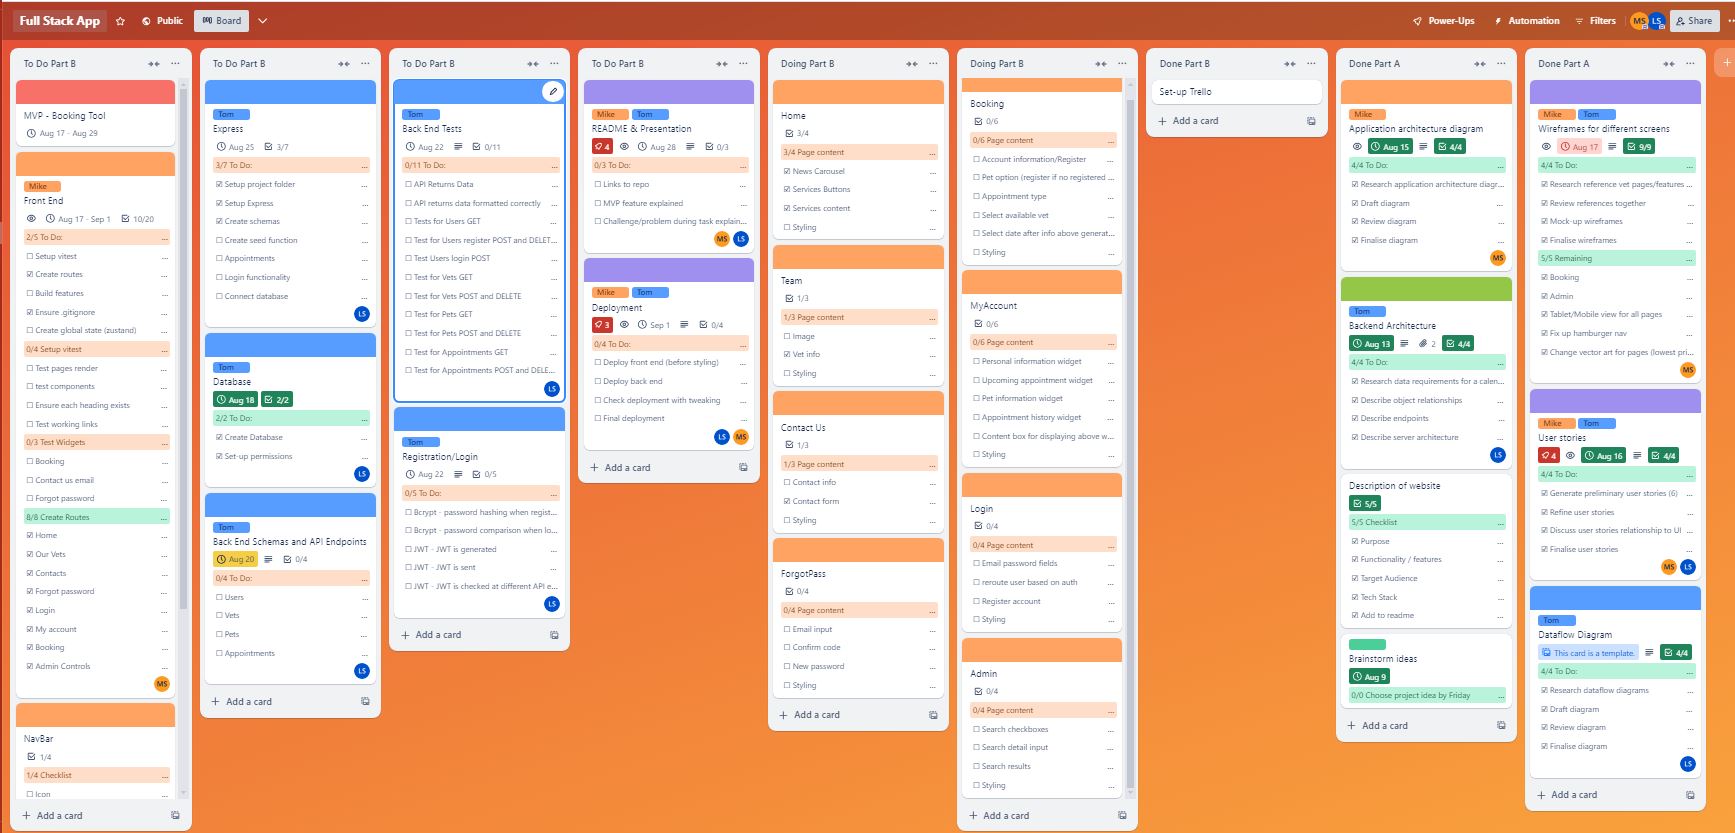 Full Stack App
Public
Board
Power-Ups
Automation
Filters
MS
LS
Share
To Do Part B
MVP - Booking Tool
Aug 17 - Aug 29
Mike
Front End
Aug 17 - Sep 1
10/20
2/5 To Do:
Setup vitest
Create routes
Build features
Ensure .gitignore
Create global state (zustand)
0/4 Setup vitest
Test pages render
test components
Ensure each heading exists
Test working links
0/3 Test Widgets
Booking
Contact us email
Forgot password
8/8 Create Routes
Home
Our Vets
Contacts
Forgot password
Login
My account
Booking
Admin Controls
MS
NavBar
1/4
1/4 Checklist
Icon
Add a card
To Do Part B
Tom
Express
Aug 25
3/7
3/7 To Do:
Setup project folder
Setup Express
Create schemas
Create seed function
Appointments
Login functionality
Connect database
LS
Tom
Database
Aug 18
2/2
2/2 To Do:
Create Database
Set-up permissions
LS
Tom
Back End Schemas and API Endpoints
Aug 20
0/4
0/4 To Do:
Users
Vets
Pets
Appointments
LS
Add a card
To Do Part B
Tom
Back End Tests
Aug 22
0/11
0/11 To Do:
API Returns Data
API returns data formatted correctly
Tests for Users GET
Test for Users register POST and DELET...
Test Users login POST
Test for Vets GET
Test for Vets POST and DELETE
Test for Pets GET
Test for Pets POST and DELETE
Test for Appointments GET
Test for Appointments POST and DELE...
LS
Tom
Registration/Login
Aug 22
0/5
0/5 To Do:
Bcrypt - password hashing when regist...
Bcrypt - password comparison when lo...
JWT - JWT is generated
JWT - JWT is sent
JWT - JWT is checked at different API e...
LS
Add a card
To Do Part B
Mike
Tom
README & Presentation
4
Aug 28
0/3
0/3 To Do:
Links to repo
MVP feature explained
Challenge/problem during task explain...
MS
LS
Mike
Tom
Deployment
3
Sep 1
0/4
0/4 To Do:
Deploy front end (before styling)
Deploy back end
Check deployment with tweaking
Final deployment
LS
MS
Add a card
Doing Part B
Home
3/4
3/4 Page content
News Carousel
Services Buttons
Services content
Styling
Team
1/3
1/3 Page content
Image
Vet info
Styling
Contact Us
1/3
1/3 Page content
Contact info
Contact form
Styling
ForgotPass
0/4
0/4 Page content
Email input
Confirm code
New password
Styling
Add a card
Doing Part B
Booking
0/6
0/6 Page content
Account information/Register
Pet option (register if no registered ...
Appointment type
Select available vet
Select date after info above generat...
Styling
MyAccount
0/6
0/6 Page content
Personal information widget
Upcoming appointment widget
Pet information widget
Appointment history widget
Content box for displaying above w...
Styling
Login
0/4
0/4 Page content
Email password fields
reroute user based on auth
Register account
Styling
Admin
0/4
0/4 Page content
Search checkboxes
Search detail input
Search results
Styling
Add a card
Done Part B
Set-up Trello
Add a card
Done Part A
Mike
Application architecture diagram
Aug 15
4/4
4/4 To Do:
Research application architecture diagr...
Draft diagram
Review diagram
Finalise diagram
MS
Tom
Backend Architecture
Aug 13
2
4/4
4/4 To Do:
Research data requirements for a calen...
Describe object relationships
Describe endpoints
Describe server architecture
LS
Description of website
5/5
5/5 Checklist
Purpose
Functionality / features
Target Audience
Tech Stack
Add to readme
Brainstorm ideas
Aug 9
0/0 Choose project idea by Friday
Add a card
Done Part A
Mike
Tom
Wireframes for different screens
Aug 17
9/9
4/4 To Do:
Research reference vet pages/features ...
Review references together
Mock-up wireframes
Finalise wireframes
5/5 Remaining
Booking
Admin
Tablet/Mobile view for all pages
Fix up hamburger nav
Change vector art for pages (lowest pri...
MS
Mike
Tom
User stories
4
Aug 16
4/4
4/4 To Do:
Generate preliminary user stories (6)
Refine user stories
Discuss user stories relationship to UI
Finalise user stories
MS
LS
Tom
Dataflow Diagram
This card is a template.
4/4
4/4 To Do:
Research dataflow diagrams
Draft diagram
Review diagram
Finalise diagram
LS
Add a card